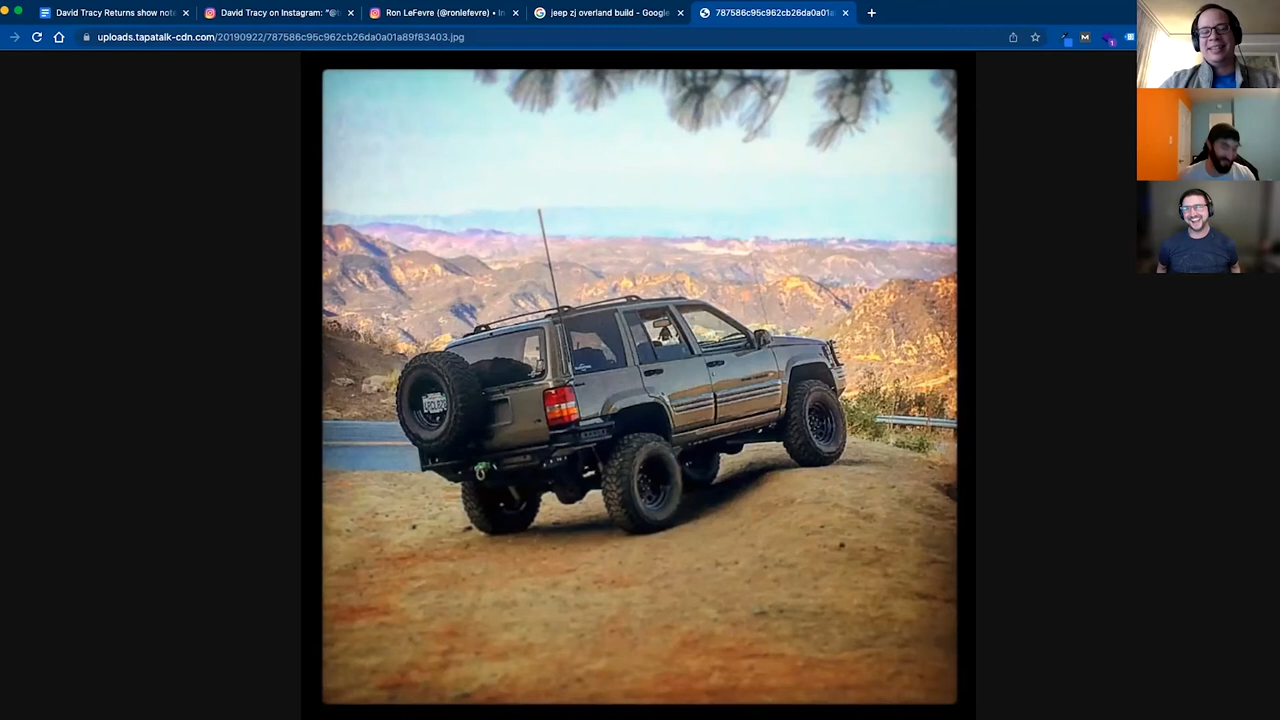 David Tracy Returns show note
David Tracy on Instagram: "@t
Ron LeFevre (@ronlefevre) • In
jeep zj overland build - Google
787586c95c962cb26da0a01a
uploads.tapatalk-cdn.com/20190922/787586c95c962cb26da0a01a89f83403.jpg